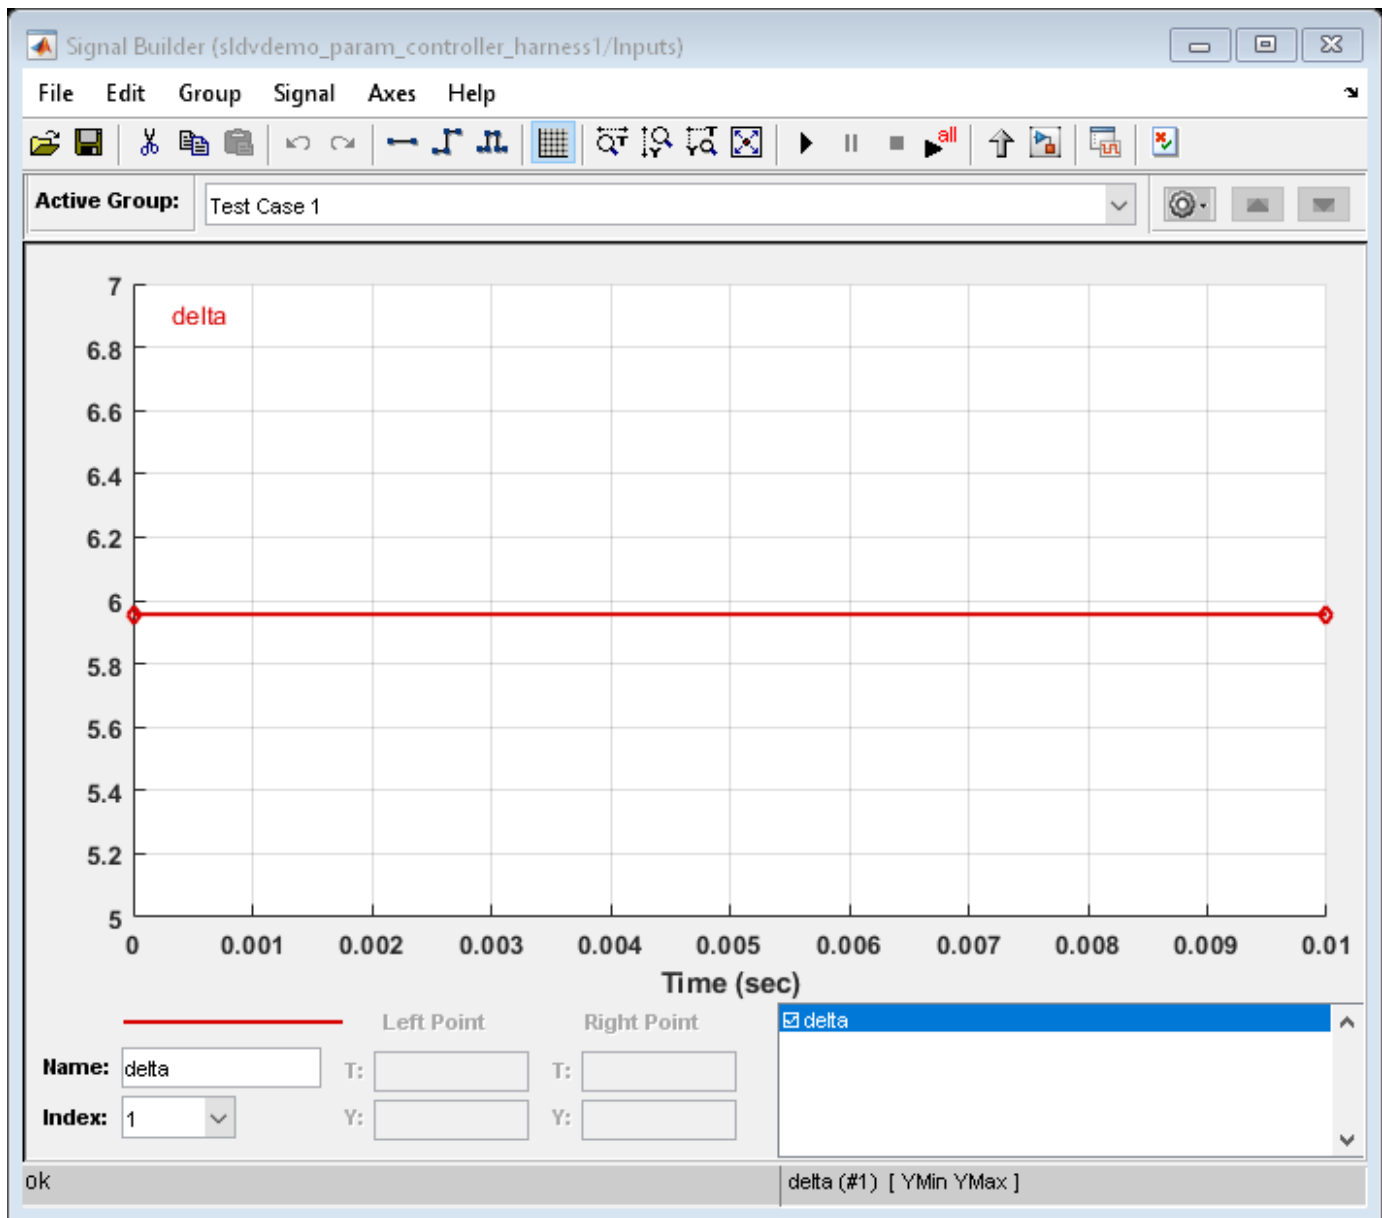 Signal Builder (sldvdemo_param_controller_harness1/Inputs)
File Edit Group Signal Axes Help
all
Active Group: Test Case 1
7
delta
6.8
6.6
6.4
6.2
6
5.8
5.6
5.4
5.2
5
0 0.001 0.002 0.003 0.004 0.005 0.006 0.007 0.008 0.009 0.01
Time (sec)
Left Point Right Point delta
Name: delta T: T:
Index: 1 Y: Y:
ok delta (#1) [ YMin YMax ]